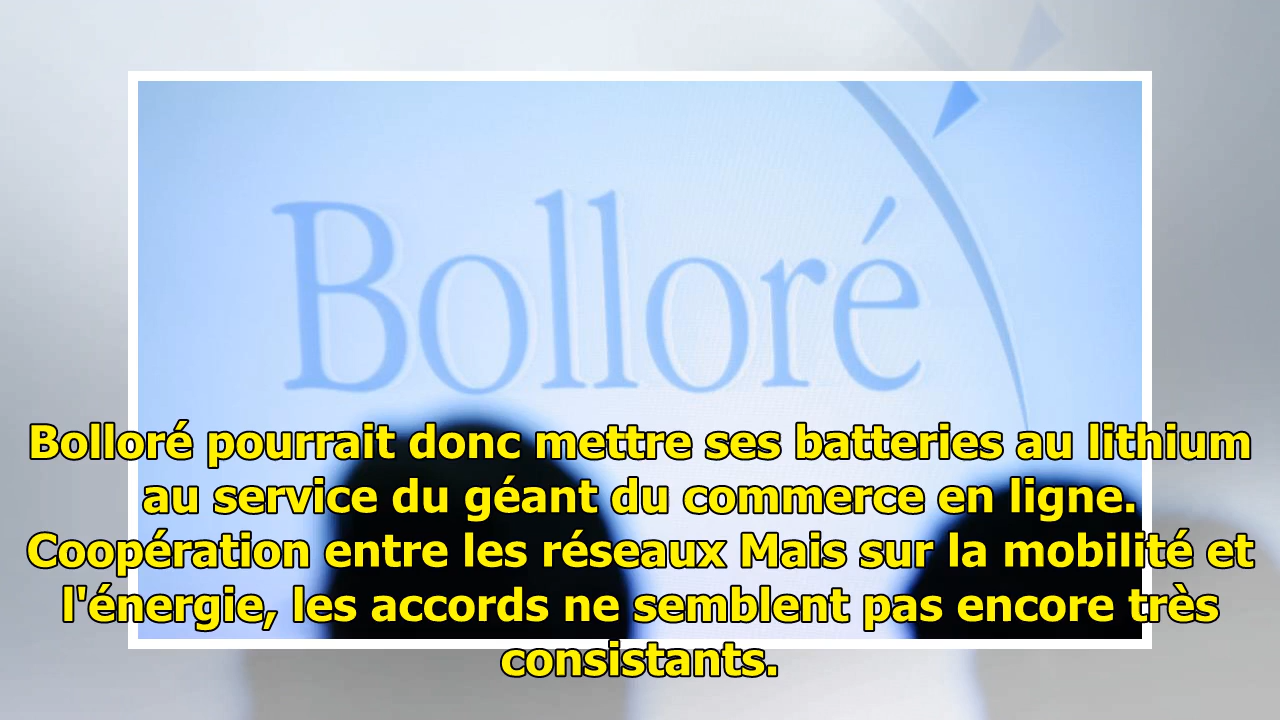 Bolloré
Bolloré pourrait donc mettre ses batteries au lithium
au service du géant du commerce en ligne.
Coopération entre les réseaux Mais sur la mobilité et
l'énergie, les accords ne semblent pas encore très
consistants.